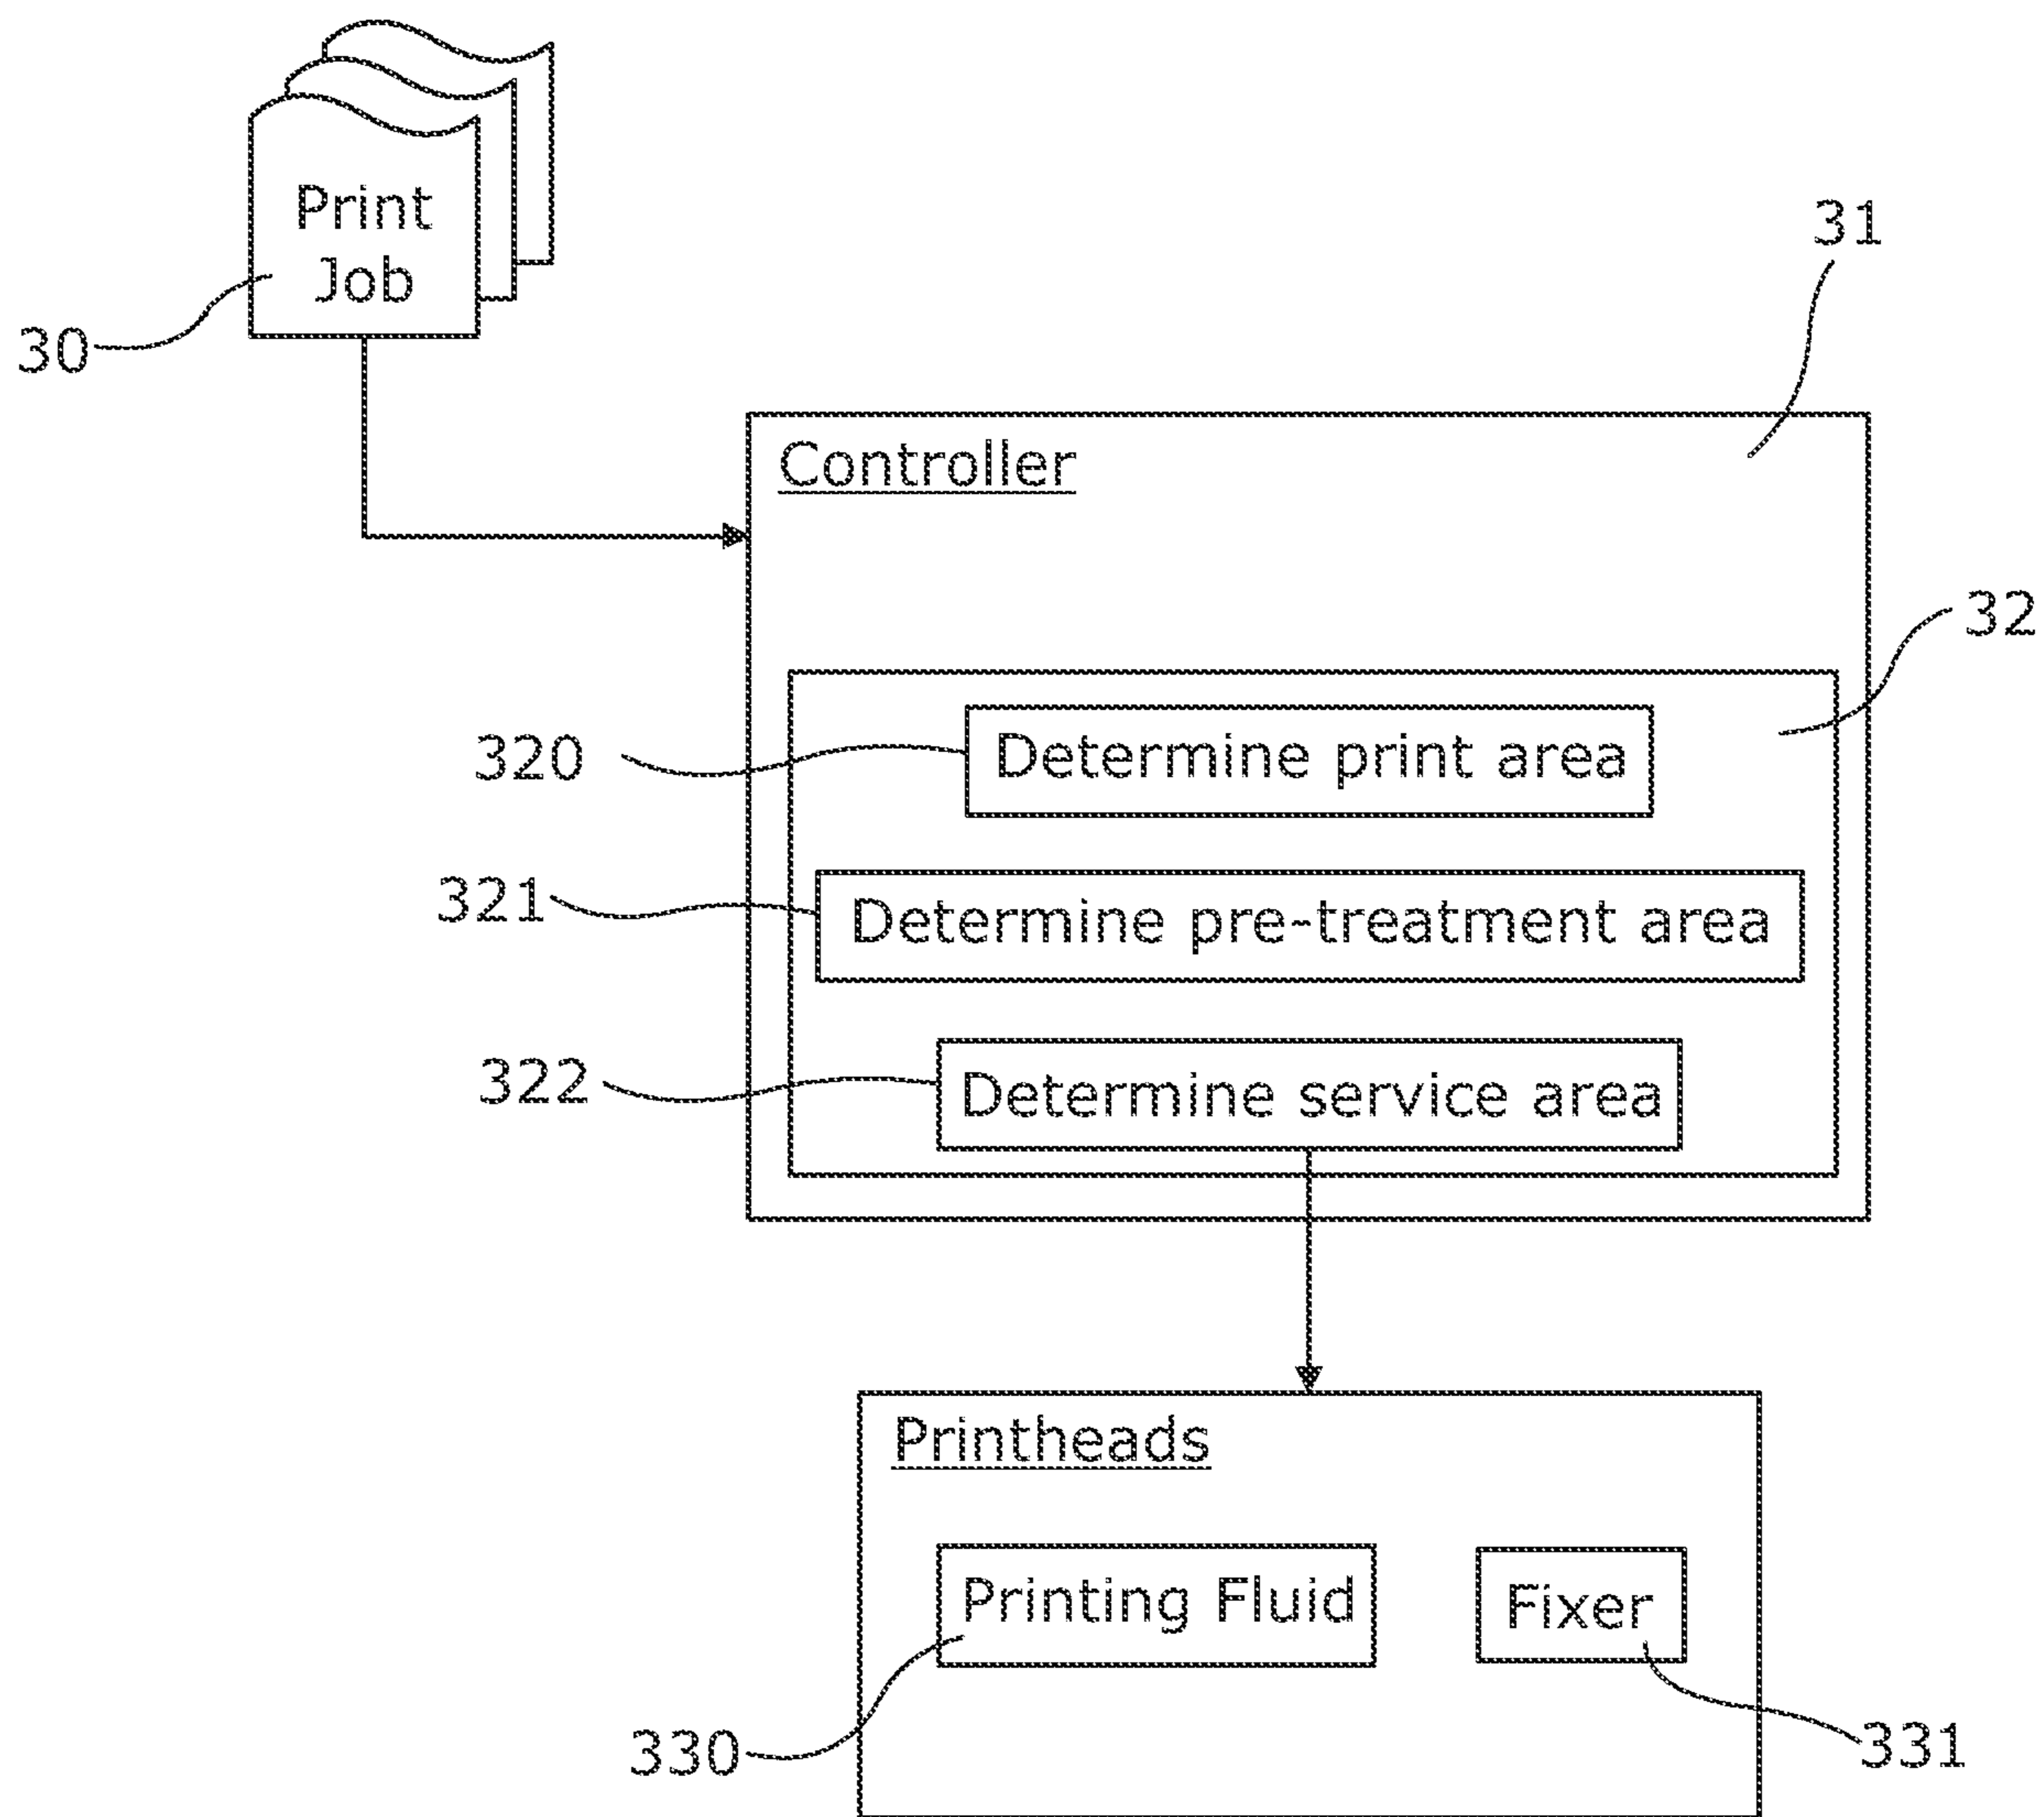 Print
Job
30
31
Controller
32
320
Determine print area
321
Determine pre-treatment area
322
Determine service area
Printheads
Printing Fluid
Fixer
330
331